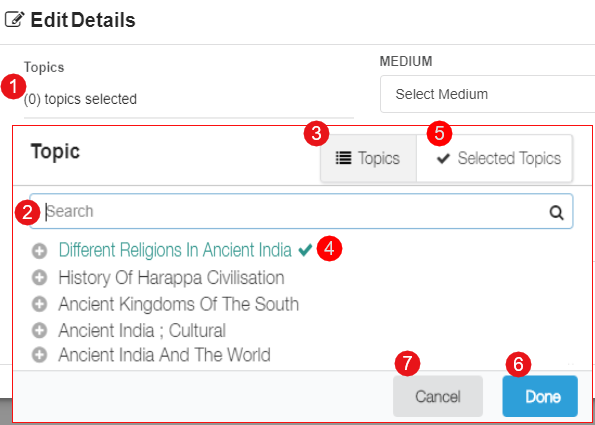 Edit Details
Topics
MEDIUM
1
(0) topics selected
Select Medium
3
5
Topic
Topics
Selected Topics
2
Search
Different Religions In Ancient India
4
History Of Harappa Civilisation
Ancient Kingdoms Of The South
Ancient India ; Cultural
Ancient India And The World
7
6
Cancel
Done